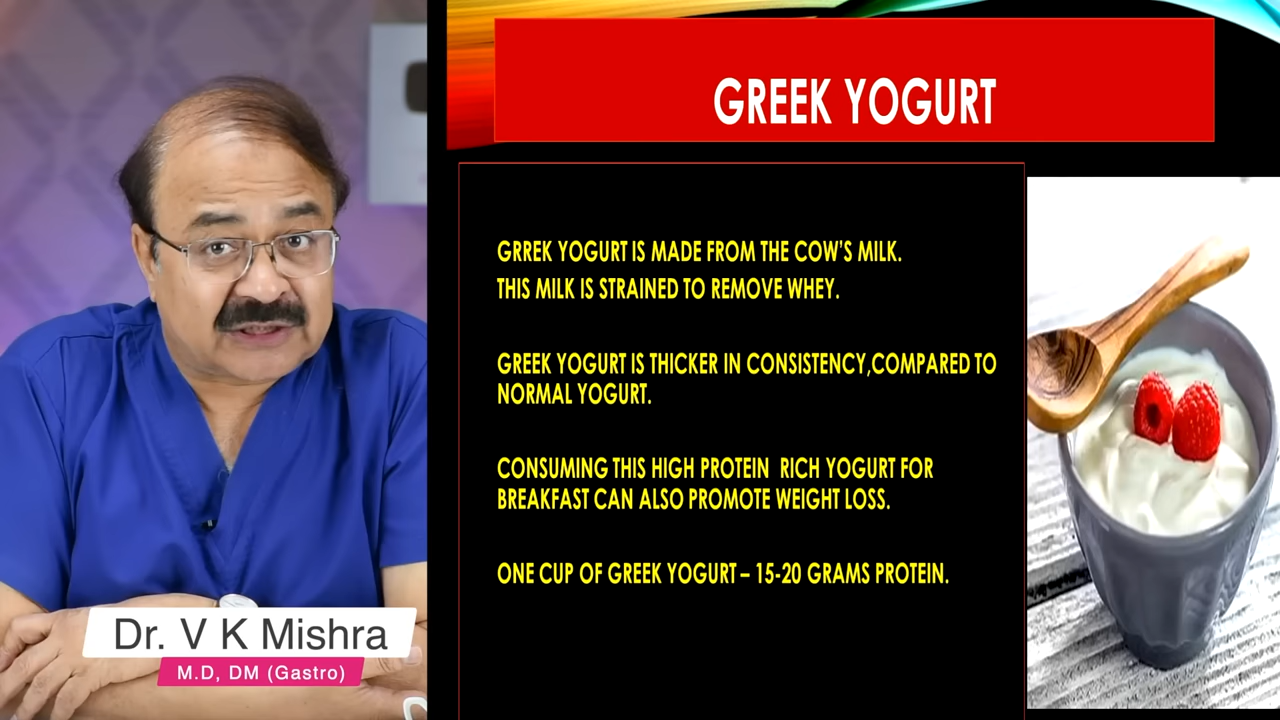 GREEK YOGURT
GRREK YOGURT IS MADE FROM THE COW'S MILK.
THIS MILK IS STRAINED TO REMOVE WHEY.
GREEK YOGURT IS THICKER IN CONSISTENCY,COMPARED TO
NORMAL YOGURT.
CONSUMING THIS HIGH PROTEIN RICH YOGURT FOR
BREAKFAST CAN ALSO PROMOTE WEIGHT LOSS.
ONE CUP OF GREEK YOGURT – 15-20 GRAMS PROTEIN.
Dr. V K Mishra
M.D, DM (Gastro)